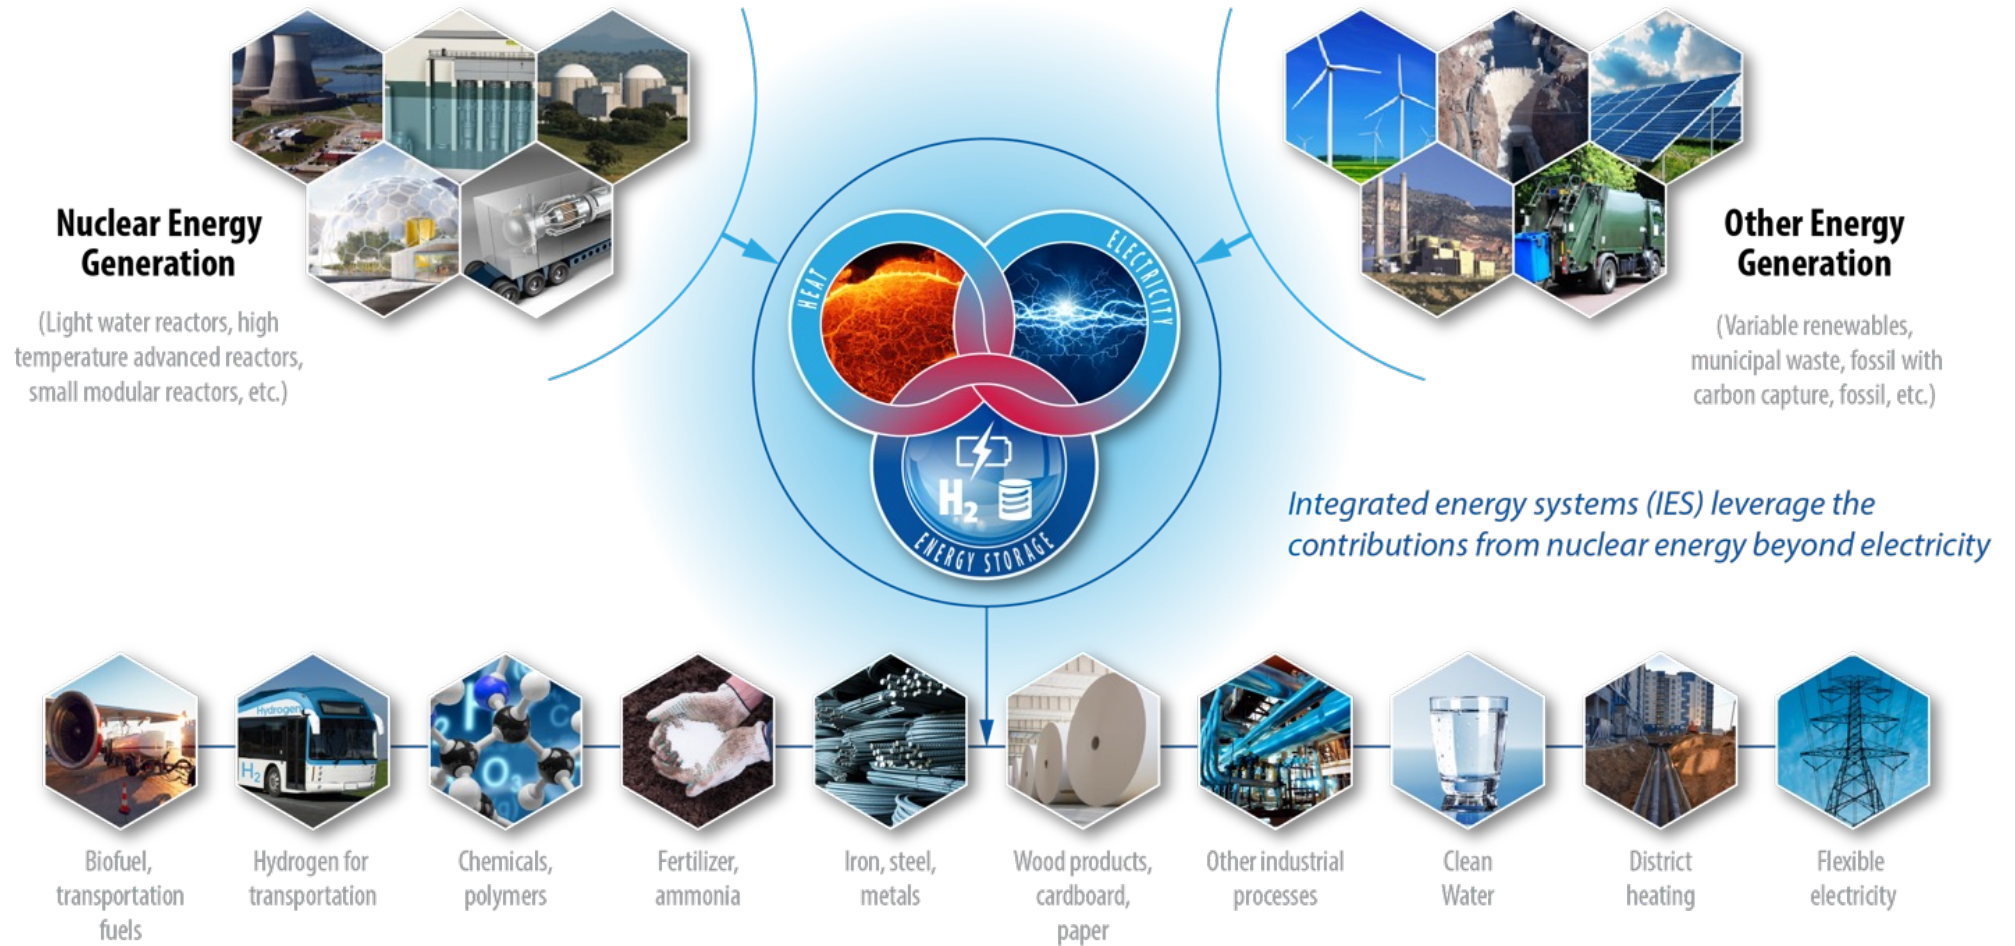 Nuclear Energy
Generation
(Light water reactors, high
temperature advanced reactors,
small modular reactors, etc.)
Other Energy
Generation
(Variable renewables,
municipal waste, fossil with
carbon capture, fossil, etc.)
HEAT
ELECTRICITY
H2
ENERGY STORAGE
Integrated energy systems (IES) leverage the
contributions from nuclear energy beyond electricity
Hydrogen
H2
O3
C
Biofuel,
transportation
fuels
Hydrogen for
transportation
Chemicals,
polymers
Fertilizer,
ammonia
Iron, steel,
metals
Wood products,
cardboard,
paper
Other industrial
processes
Clean
Water
District
heating
Flexible
electricity